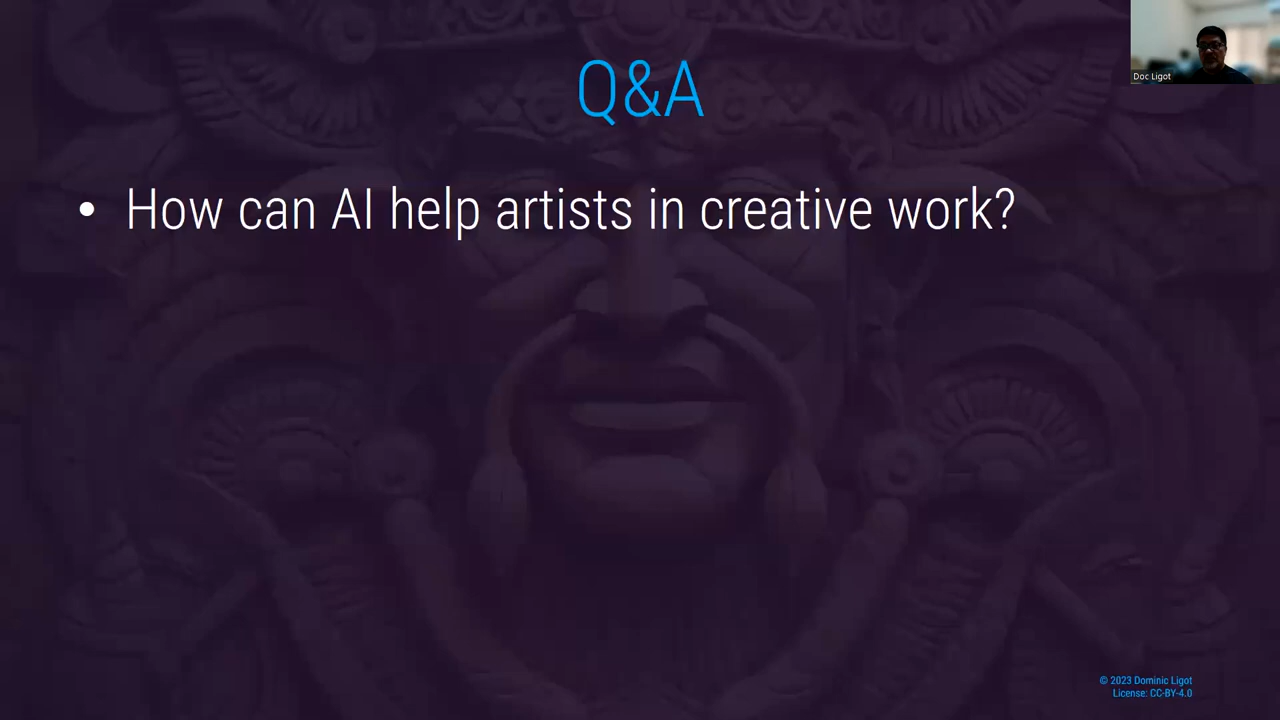 Doc Ligot
Q&A
• How can AI help artists in creative work?
© 2023 Dominic Ligot
License: CC-BY-4.0